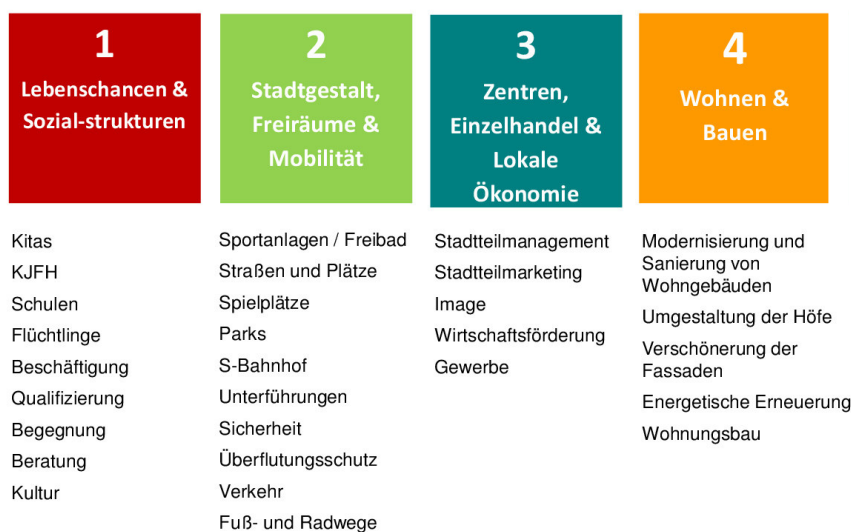 1
Lebenschancen &
Sozial-strukturen
Kitas
KJFH
Schulen
Flüchtlinge
Beschäftigung
Qualifizierung
Begegnung
Beratung
Kultur
2
Stadtgestalt,
Freiräume &
Mobilität
Sportanlagen / Freibad
Straßen und Plätze
Spielplätze
Parks
S-Bahnhof
Unterführungen
Sicherheit
Überflutungsschutz
Verkehr
Fuß- und Radwege
3
Zentren,
Einzelhandel &
Lokale
Ökonomie
Stadtteilmanagement
Stadtteilmarketing
Image
Wirtschaftsförderung
Gewerbe
4
Wohnen &
Bauen
Modernisierung und
Sanierung von
Wohngebäuden
Umgestaltung der Höfe
Verschönerung der
Fassaden
Energetische Erneuerung
Wohnungsbau